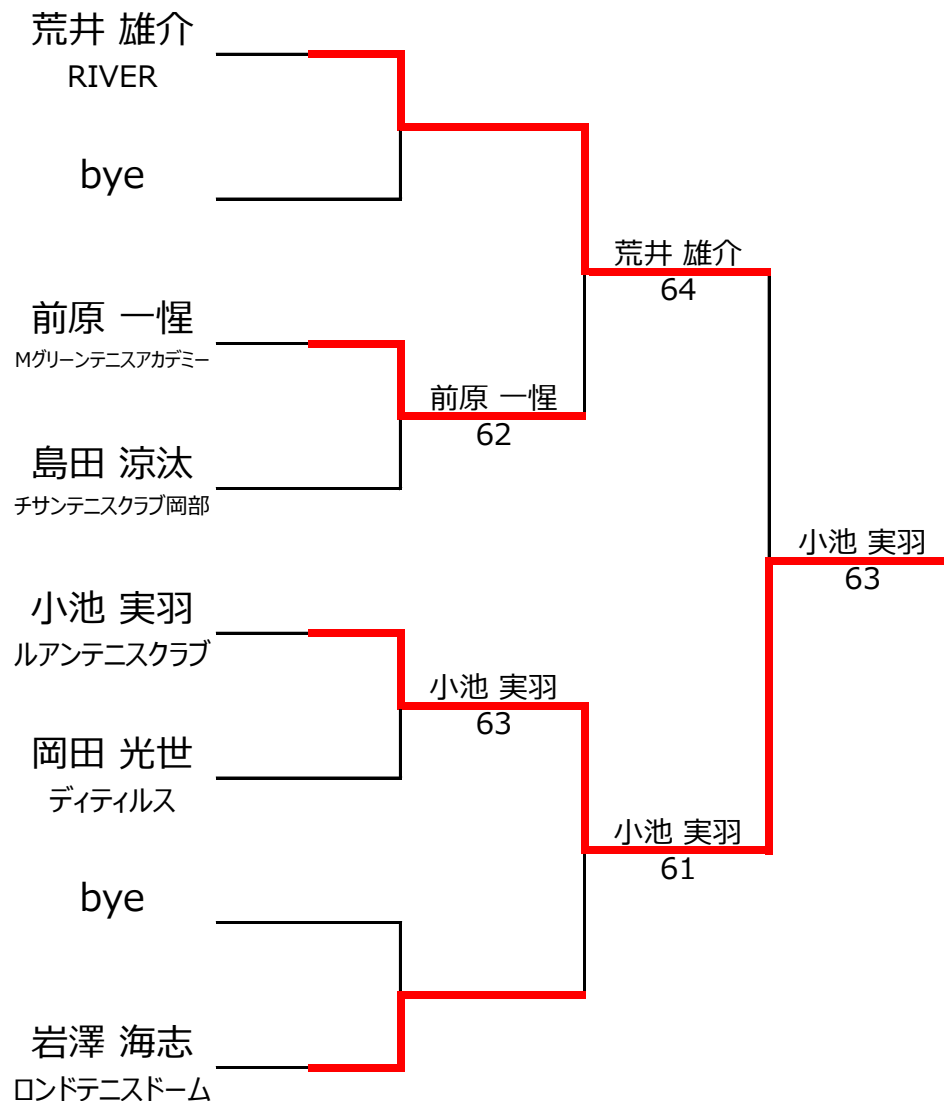 荒井 雄介
RIVER
bye
荒井 雄介
64
前原 一惺
Mグリーンテニスアカデミー
前原 一惺
62
島田 涼汰
チサンテニスクラブ岡部
小池 実羽
63
小池 実羽
ルアンテニスクラブ
小池 実羽
63
岡田 光世
ディティルス
小池 実羽
61
bye
岩澤 海志
ロンドテニスドーム